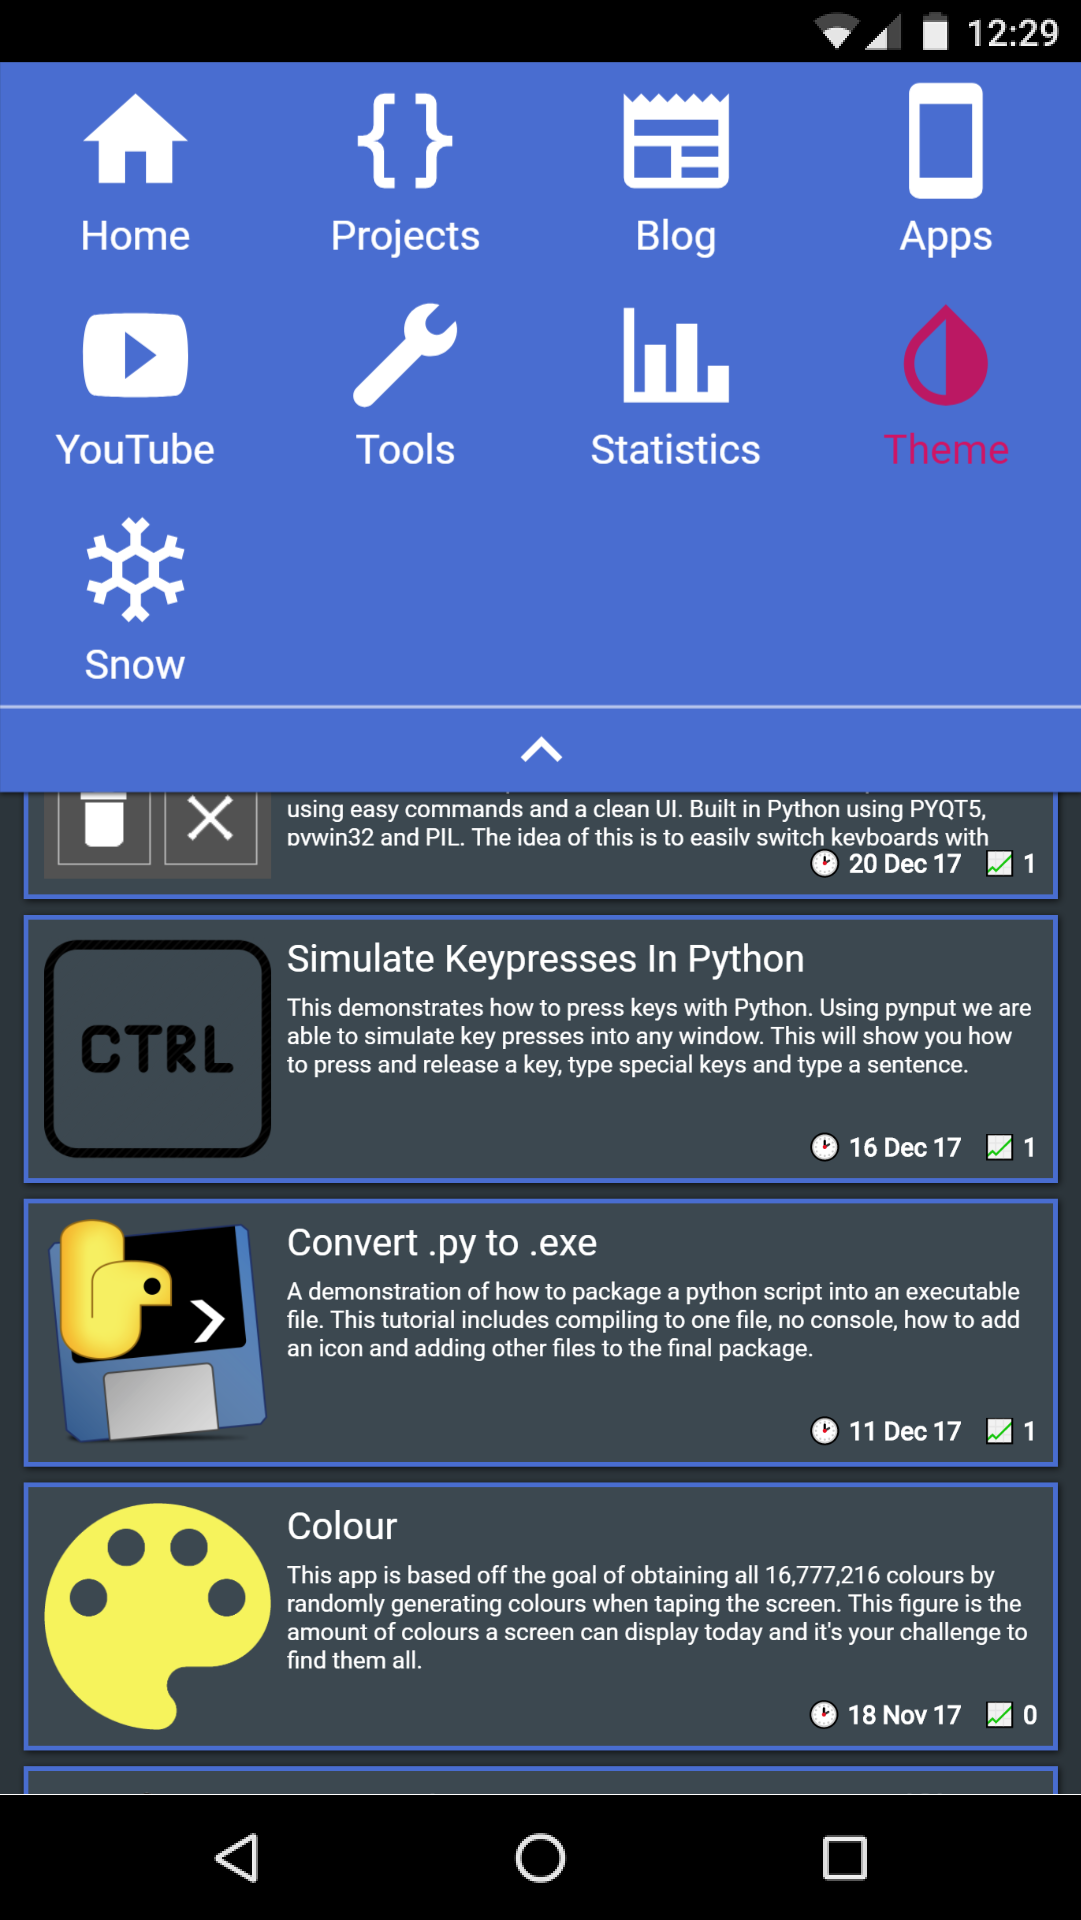 12:29
Home Projects Blog Apps
YouTube Tools Statistics Theme
Snow
using easy commands and a clean UI. Built in Python using PYQT5,
pywin32 and PIL. The idea of this is to easily switch keyboards with
20 Dec 17 1
Simulate Keypresses In Python
CTRL
This demonstrates how to press keys with Python. Using pynput we are
able to simulate key presses into any window. This will show you how
to press and release a key, type special keys and type a sentence.
16 Dec 17 1
Convert .py to .exe
A demonstration of how to package a python script into an executable
file. This tutorial includes compiling to one file, no console, how to add
an icon and adding other files to the final package.
11 Dec 17 1
Colour
This app is based off the goal of obtaining all 16,777,216 colours by
randomly generating colours when taping the screen. This figure is the
amount of colours a screen can display today and it's your challenge to
find them all.
18 Nov 17 0